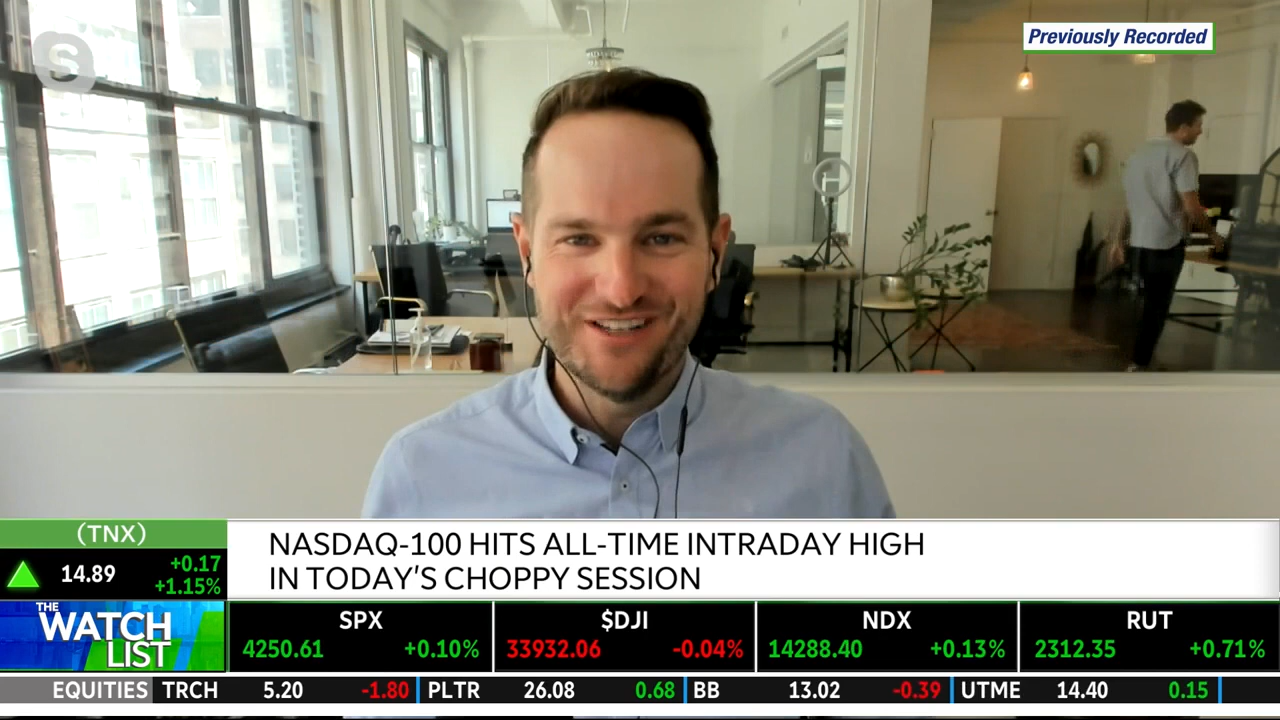 S
Previously Recorded
(TNX)
14.89
+0.17
+1.15%
NASDAQ-100 HITS ALL-TIME INTRADAY HIGH
IN TODAY'S CHOPPY SESSION
THE
WATCH
LIST
SPX
4250.61 +0.10%
$DJI
33932.06 -0.04%
NDX
14288.40 +0.13%
RUT
2312.35 +0.71%
EQUITIES TRCH 5.20 -1.80 PLTR 26.08 0.68 BB 13.02 -0.39 UTME 14.40 0.15